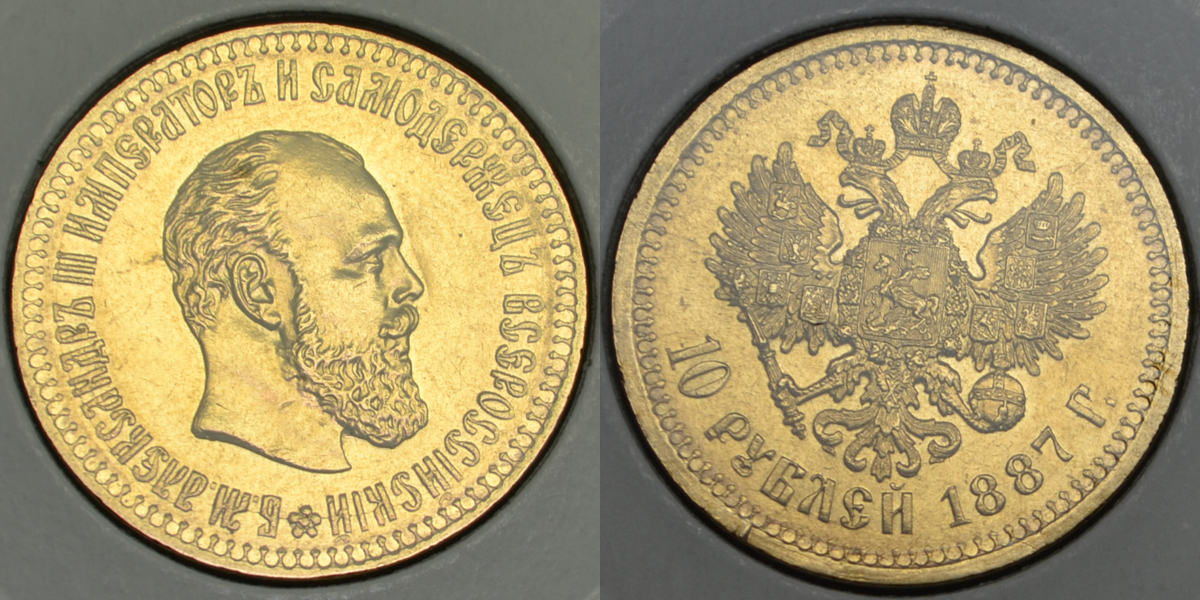 Б.М.АЛЕКСАНДРЪ III ИМПЕРАТОРЪ И САМОДЕРЖЕЦЪ ВСЕРОССІЙСКІЙ
10 РУБЛЕЙ 1887 Г.